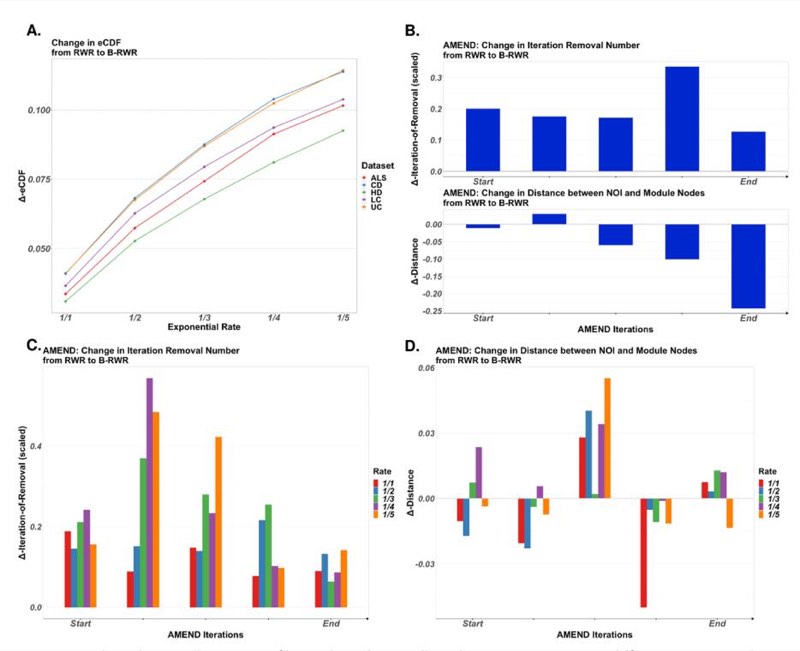 A.
Change in eCDF
from RWR to B-RWR
Δ-eCDF
0.100
0.075
0.050
1/1
1/2
1/3
1/4
1/5
Exponential Rate
Dataset
ALS
CD
HD
LC
UC
B.
AMEND: Change in Iteration Removal Number
from RWR to B-RWR
Δ-Iteration-of-Removal (scaled)
0.3
0.2
0.1
0.0
Start
End
AMEND: Change in Distance between NOI and Module Nodes
from RWR to B-RWR
Δ-Distance
0.00
-0.05
-0.10
-0.15
-0.20
-0.25
Start
End
AMEND Iterations
C.
AMEND: Change in Iteration Removal Number
from RWR to B-RWR
Δ-Iteration-of-Removal (scaled)
0.4
0.2
0.0
Start
End
AMEND Iterations
Rate
1/1
1/2
1/3
1/4
1/5
D.
AMEND: Change in Distance between NOI and Module Nodes
from RWR to B-RWR
Δ-Distance
0.06
0.03
0.00
-0.03
Start
End
AMEND Iterations
Rate
1/1
1/2
1/3
1/4
1/5